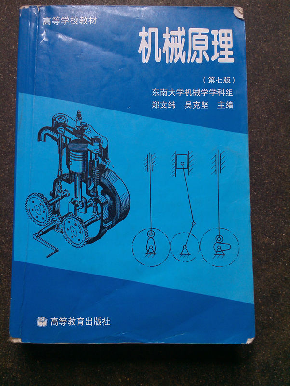 高等学校教材
机械原理
(第七版)
东南大学机械学学科组
郑文纬 吴克坚 主编
高等教育出版社